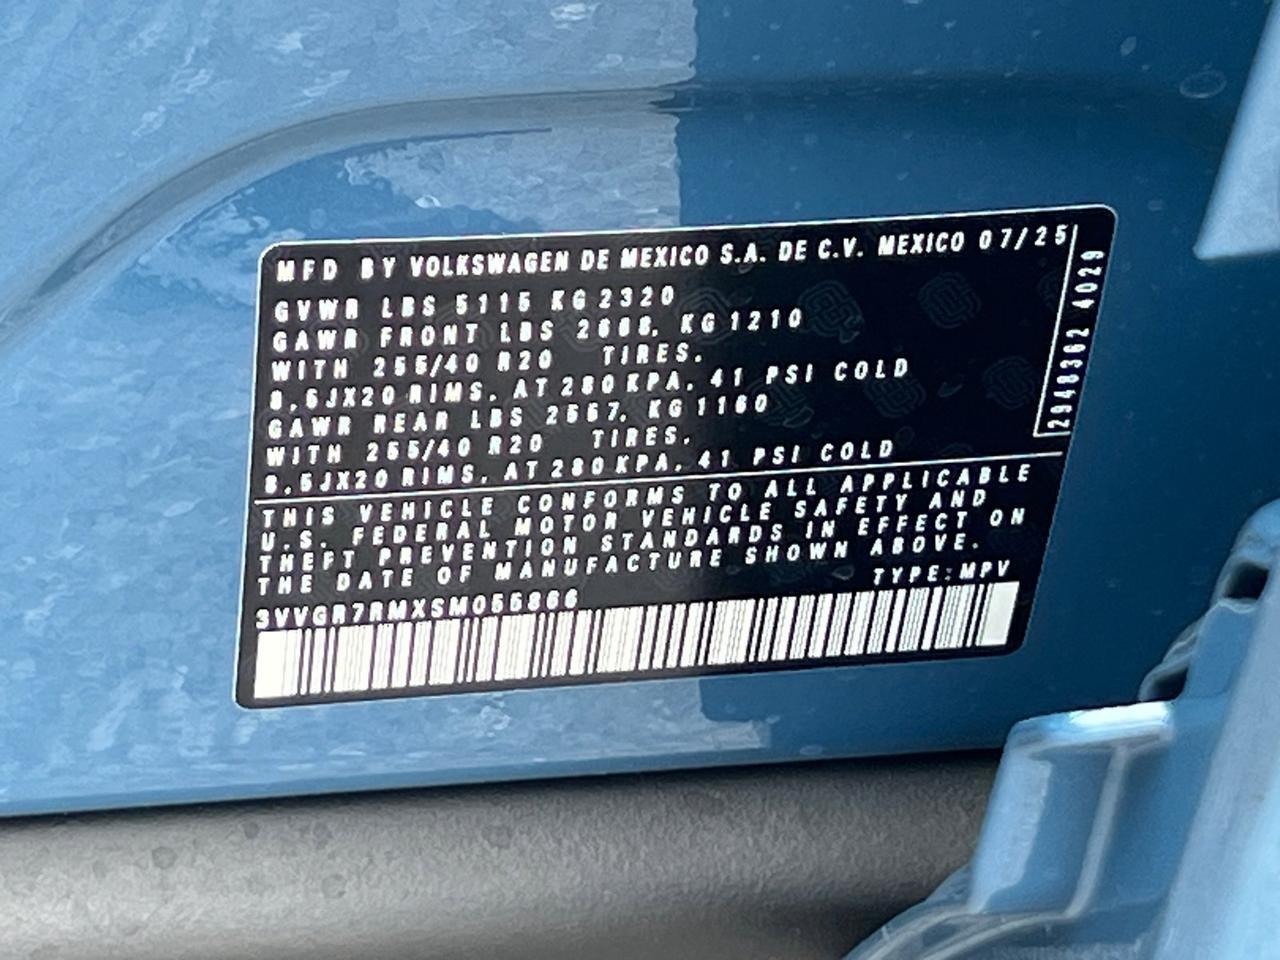 MFD BY VOLKSWAGEN DE MEXICO S.A. DE C.V. MEXICO 07/25
GVWR LBS 5115 KG 2320
GAWR FRONT LBS 2668. KG 1210
WITH 255/40 R20 TIRES.
8.5JX20 RIMS. AT 280 KPA. 41 PSI COLD
GAWR REAR LBS 2557. KG 1160
WITH 255/40 R20 TIRES.
8.5JX20 RIMS. AT 280 KPA. 41 PSI COLD
2948362 4029
THIS VEHICLE CONFORMS TO ALL APPLICABLE
U.S. FEDERAL MOTOR VEHICLE SAFETY AND
THEFT PREVENTION STANDARDS IN EFFECT ON
THE DATE OF MANUFACTURE SHOWN ABOVE.
3VVGR7RMXSM055866 TYPE:MPV